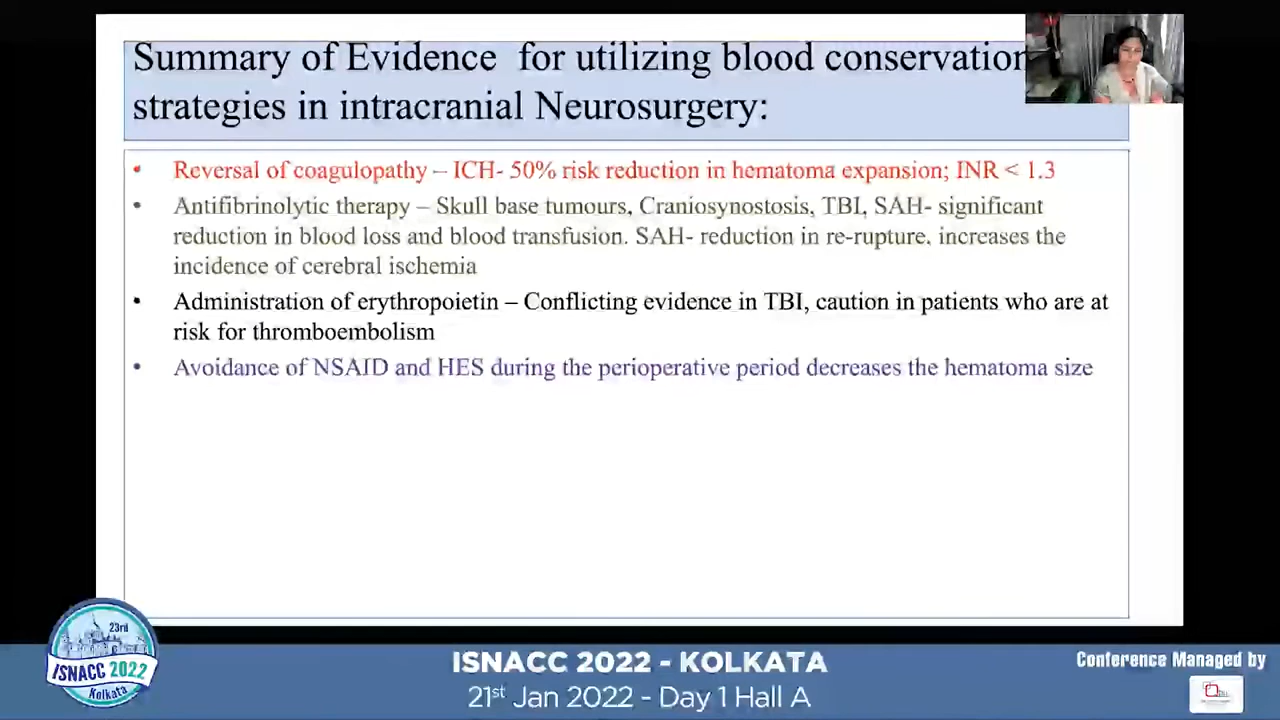 Summary of Evidence for utilizing blood conservation
strategies in intracranial Neurosurgery:
• Reversal of coagulopathy – ICH- 50% risk reduction in hematoma expansion; INR < 1.3
• Antifibrinolytic therapy – Skull base tumours, Craniosynostosis, TBI, SAH- significant
reduction in blood loss and blood transfusion. SAH- reduction in re-rupture, increases the
incidence of cerebral ischemia
• Administration of erythropoietin – Conflicting evidence in TBI, caution in patients who are at
risk for thromboembolism
• Avoidance of NSAID and HES during the perioperative period decreases the hematoma size
23rd
ISNACC 2022
Kolkata
ISNACC 2022 - KOLKATA
21st Jan 2022 - Day 1 Hall A
Conference Managed by